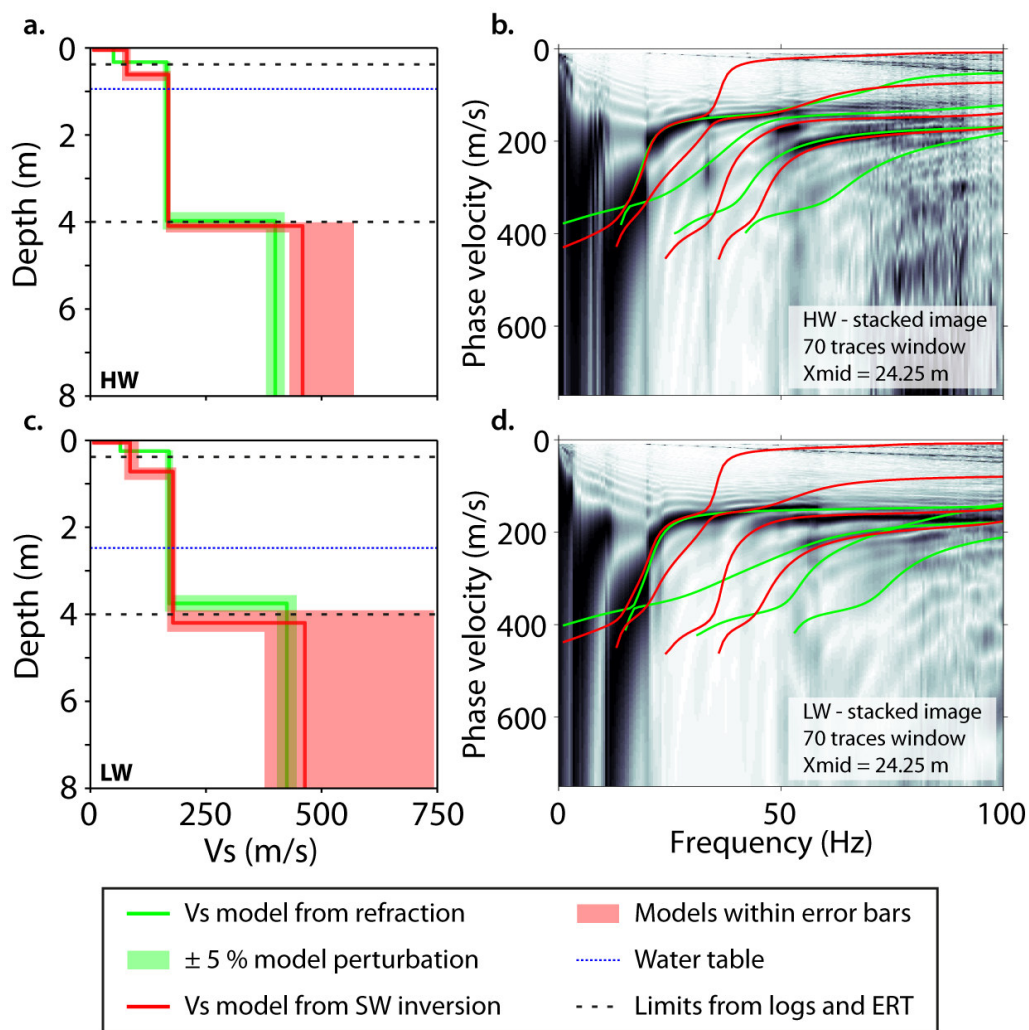 a.
0
2
4
6
8
Depth (m)
HW
b.
0
200
400
600
Phase velocity (m/s)
HW - stacked image
70 traces window
Xmid = 24.25 m
c.
0
2
4
6
8
Depth (m)
LW
0 250 500 750
Vs (m/s)
d.
0
200
400
600
Phase velocity (m/s)
LW - stacked image
70 traces window
Xmid = 24.25 m
0 50 100
Frequency (Hz)
Vs model from refraction
± 5 % model perturbation
Vs model from SW inversion
Models within error bars
Water table
Limits from logs and ERT